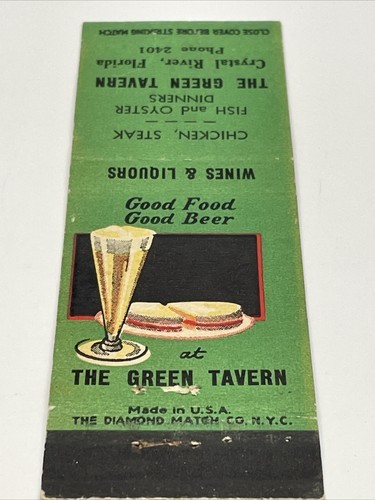 CLOSE COVER BEFORE STRIKING MATCH
Phone 2401
Crystal River, Florida
THE GREEN TAVERN
DINNERS
FISH and OYSTER
CHICKEN, STEAK
WINES & LIQUORS
Good Food
Good Beer
at
THE GREEN TAVERN
Made in U.S.A.
THE DIAMOND MATCH CO. N.Y.C.